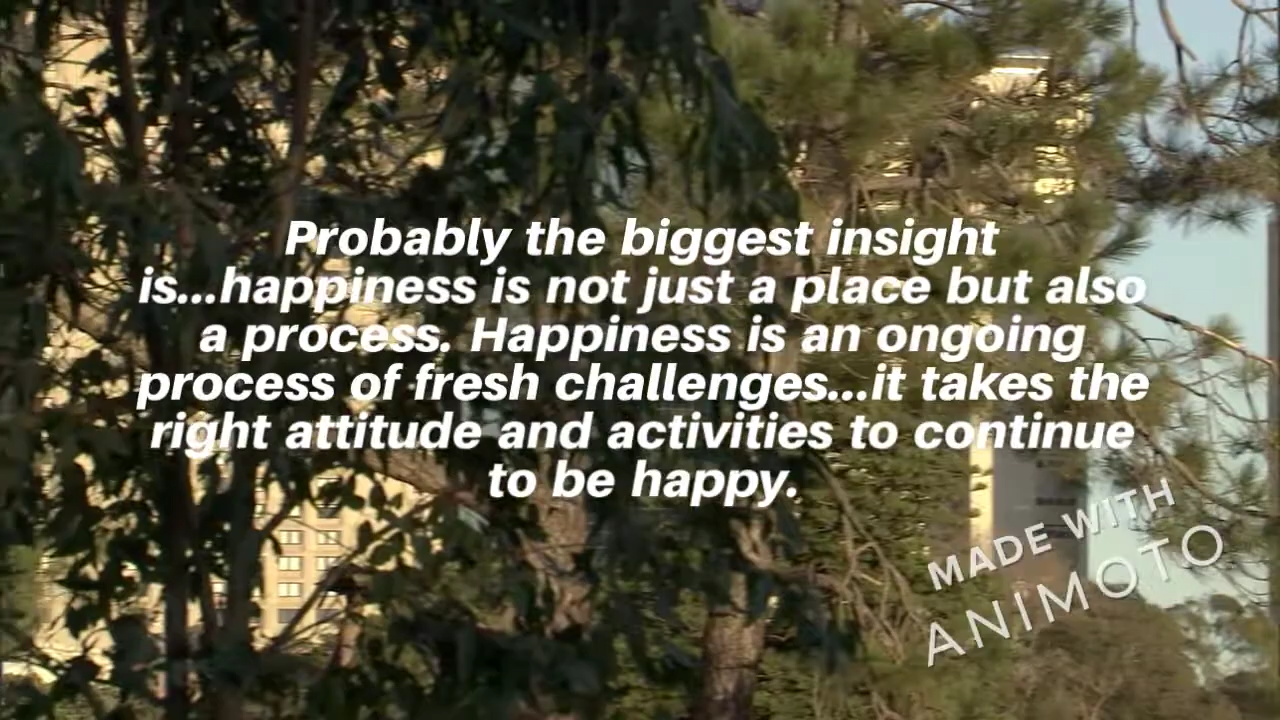 Probably the biggest insight
is...happiness is not just a place but also
a process. Happiness is an ongoing
process of fresh challenges...it takes the
right attitude and activities to continue
to be happy.
MADE WITH
ANIMOTO